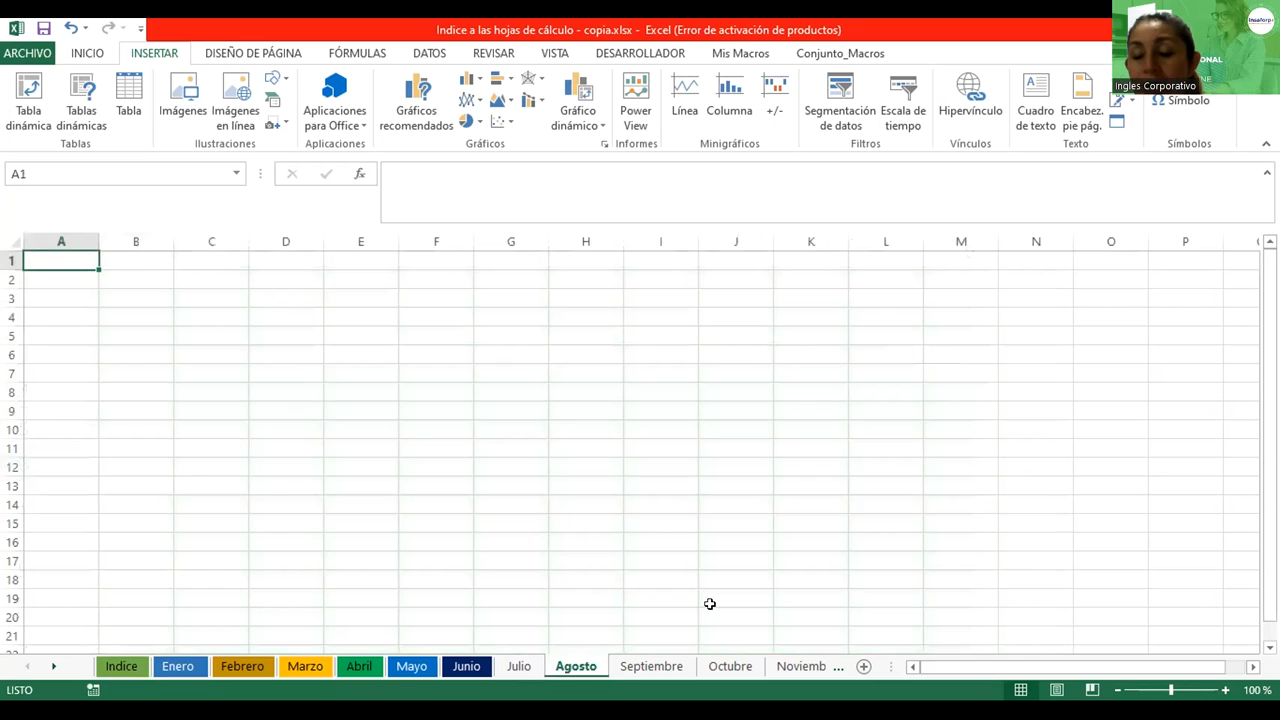 Indice a las hojas de cálculo - copia.xlsx - Excel (Error de activación de productos)
ARCHIVO INICIO INSERTAR DISEÑO DE PÁGINA FÓRMULAS DATOS REVISAR VISTA DESARROLLADOR Mis Macros Conjunto_Macros
Tabla dinámica
Tablas dinámicas
Tabla
Imágenes
Imágenes en línea
Aplicaciones para Office
Gráficos recomendados
Gráfico dinámico
Power View
Línea
Columna
+/-
Segmentación de datos
Escala de tiempo
Hipervínculo
Cuadro de texto
Encabez. pie pág.
Ω Símbolo
Tablas Ilustraciones Aplicaciones Gráficos Informes Minigráficos Filtros Vínculos Texto Símbolos
Insaforp
Ingles Corporativo
A1 fx
A B C D E F G H I J K L M N O P
1
2
3
4
5
6
7
8
9
10
11
12
13
14
15
16
17
18
19
20
21
Indice Enero Febrero Marzo Abril Mayo Junio Julio Agosto Septiembre Octubre Noviemb ...
LISTO 100 %